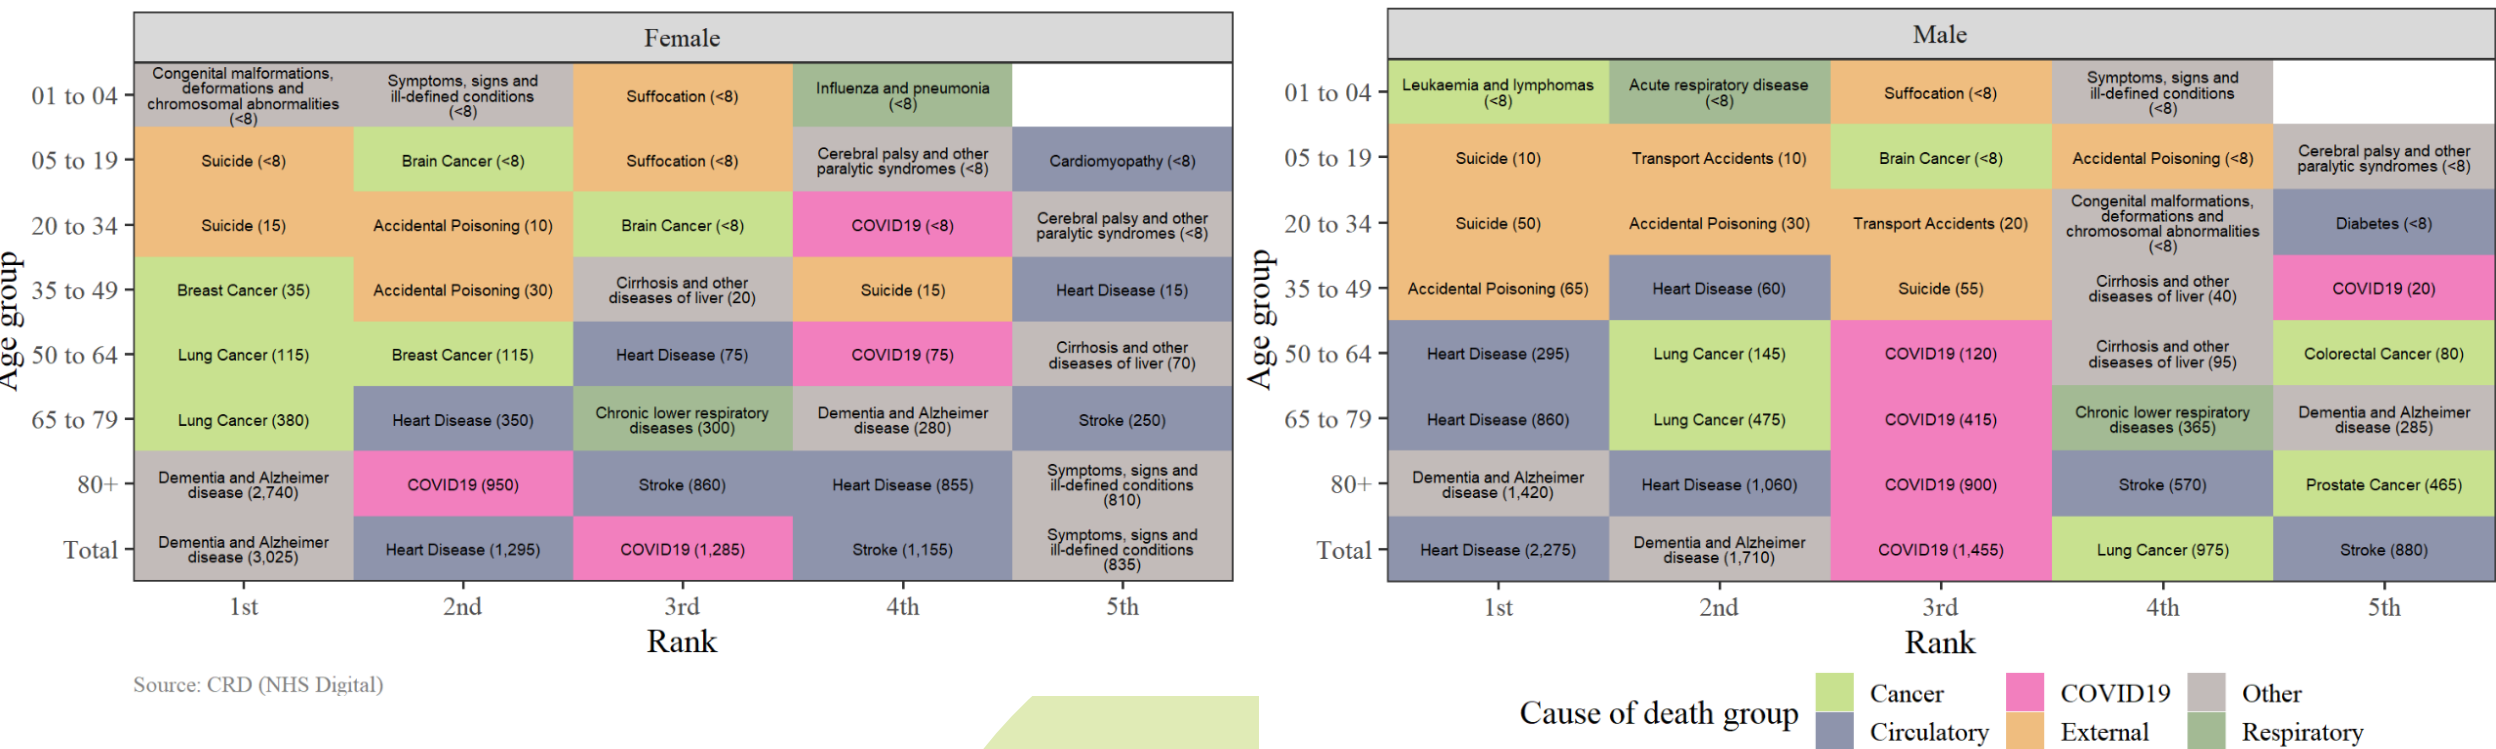 Female
Age group
01 to 04
Congenital malformations,
deformations and
chromosomal abnormalities
(<8)
Symptoms, signs and
ill-defined conditions
(<8)
Suffocation (<8)
Influenza and pneumonia
(<8)
05 to 19
Suicide (<8)
Brain Cancer (<8)
Suffocation (<8)
Cerebral palsy and other
paralytic syndromes (<8)
Cardiomyopathy (<8)
20 to 34
Suicide (15)
Accidental Poisoning (10)
Brain Cancer (<8)
COVID19 (<8)
Cerebral palsy and other
paralytic syndromes (<8)
35 to 49
Breast Cancer (35)
Accidental Poisoning (30)
Cirrhosis and other
diseases of liver (20)
Suicide (15)
Heart Disease (15)
50 to 64
Lung Cancer (115)
Breast Cancer (115)
Heart Disease (75)
COVID19 (75)
Cirrhosis and other
diseases of liver (70)
65 to 79
Lung Cancer (380)
Heart Disease (350)
Chronic lower respiratory
diseases (300)
Dementia and Alzheimer
disease (280)
Stroke (250)
80+
Dementia and Alzheimer
disease (2,740)
COVID19 (950)
Stroke (860)
Heart Disease (855)
Symptoms, signs and
ill-defined conditions
(810)
Total
Dementia and Alzheimer
disease (3,025)
Heart Disease (1,295)
COVID19 (1,285)
Stroke (1,155)
Symptoms, signs and
ill-defined conditions
(835)
1st
2nd
3rd
4th
5th
Rank
Source: CRD (NHS Digital)
Male
Age group
01 to 04
Leukaemia and lymphomas
(<8)
Acute respiratory disease
(<8)
Suffocation (<8)
Symptoms, signs and
ill-defined conditions
(<8)
05 to 19
Suicide (10)
Transport Accidents (10)
Brain Cancer (<8)
Accidental Poisoning (<8)
Cerebral palsy and other
paralytic syndromes (<8)
20 to 34
Suicide (50)
Accidental Poisoning (30)
Transport Accidents (20)
Congenital malformations,
deformations and
chromosomal abnormalities
(<8)
Diabetes (<8)
35 to 49
Accidental Poisoning (65)
Heart Disease (60)
Suicide (55)
Cirrhosis and other
diseases of liver (40)
COVID19 (20)
50 to 64
Heart Disease (295)
Lung Cancer (145)
COVID19 (120)
Cirrhosis and other
diseases of liver (95)
Colorectal Cancer (80)
65 to 79
Heart Disease (860)
Lung Cancer (475)
COVID19 (415)
Chronic lower respiratory
diseases (365)
Dementia and Alzheimer
disease (285)
80+
Dementia and Alzheimer
disease (1,420)
Heart Disease (1,060)
COVID19 (900)
Stroke (570)
Prostate Cancer (465)
Total
Heart Disease (2,275)
Dementia and Alzheimer
disease (1,710)
COVID19 (1,455)
Lung Cancer (975)
Stroke (880)
1st
2nd
3rd
4th
5th
Rank
Cause of death group
Cancer
COVID19
Other
Circulatory
External
Respiratory